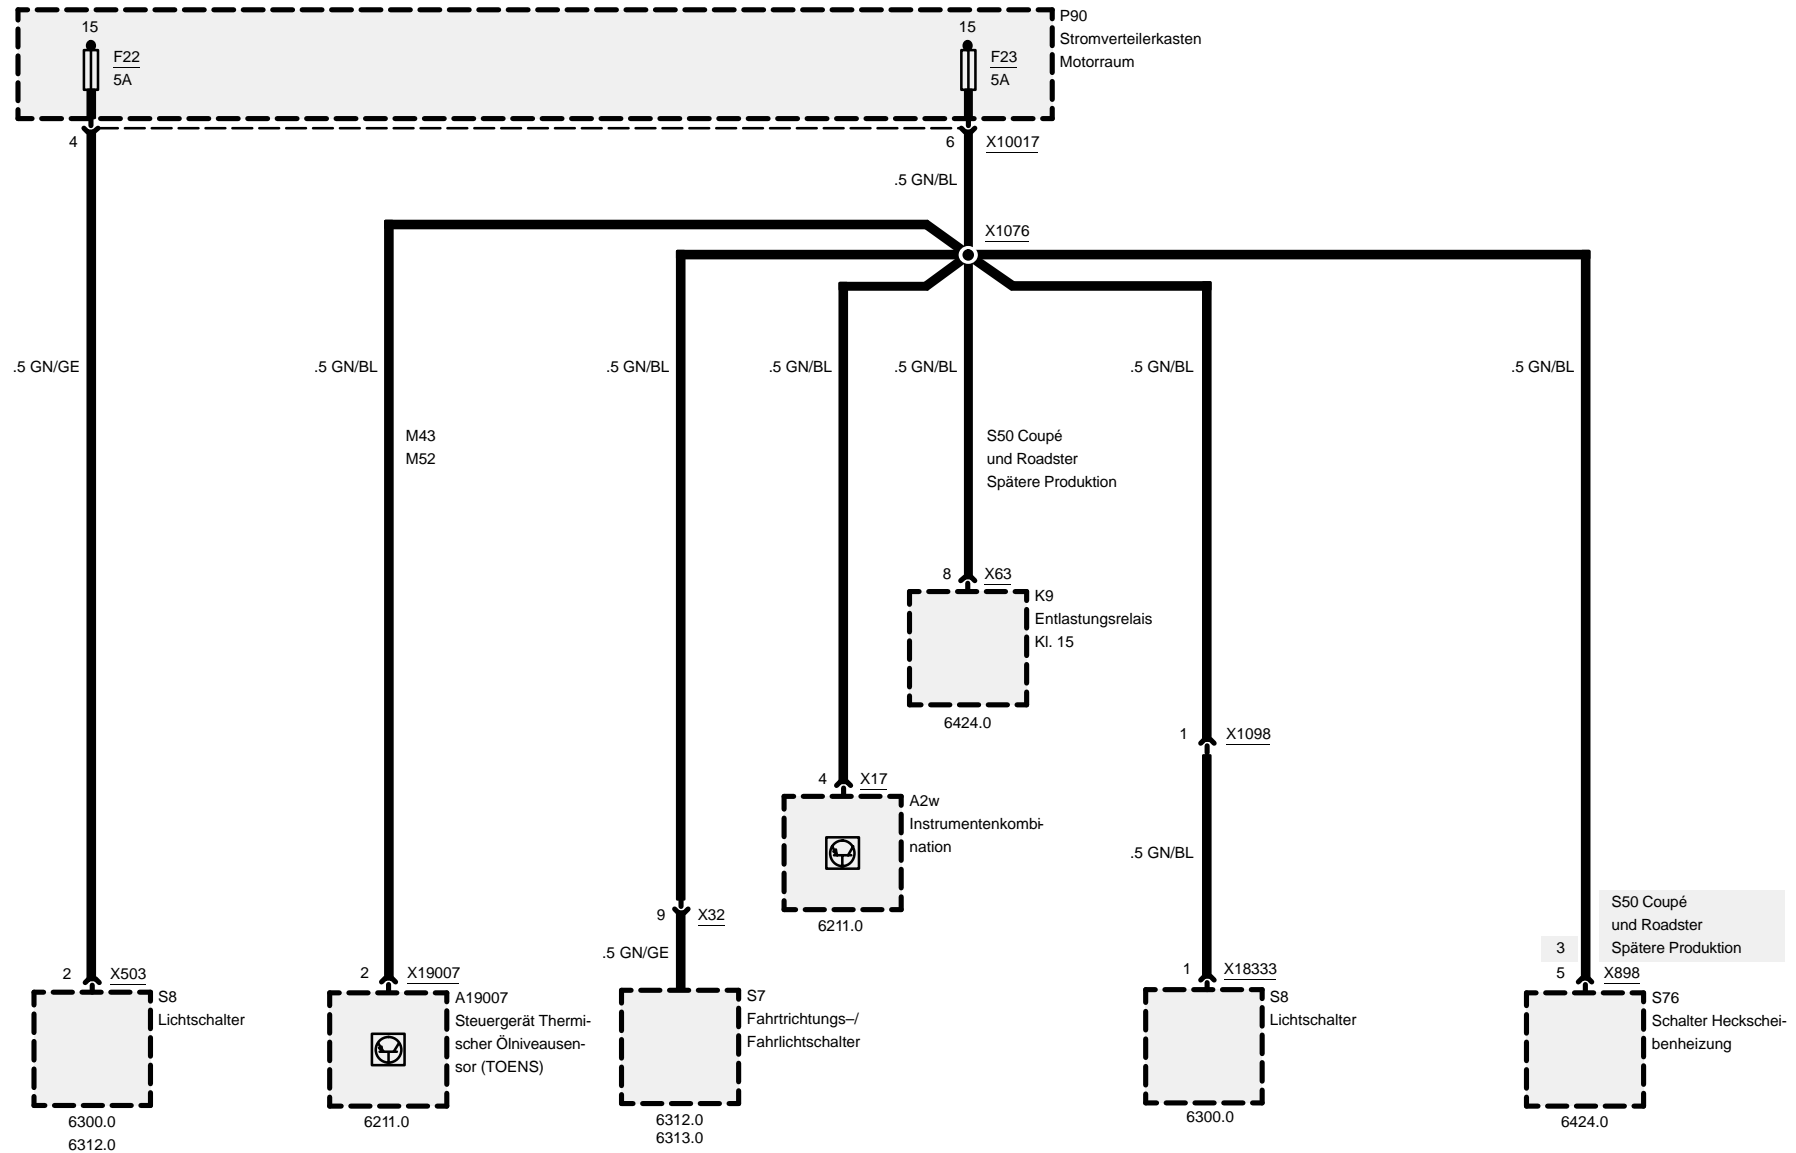 P90
Stromverteilerkasten
Motorraum
15
F22
5A
15
F23
5A
4
6
X10017
.5 GN/BL
X1076
.5 GN/GE
.5 GN/BL
.5 GN/BL
.5 GN/BL
.5 GN/BL
.5 GN/BL
.5 GN/BL
M43
M52
S50 Coupé
und Roadster
Spätere Produktion
8
X63
K9
Entlastungsrelais
Kl. 15
6424.0
1
X1098
4
X17
A2w
Instrumentenkombi-
nation
6211.0
.5 GN/BL
9
X32
.5 GN/GE
S50 Coupé
und Roadster
Spätere Produktion
3
5
X898
2
X503
S8
Lichtschalter
6300.0
6312.0
2
X19007
A19007
Steuergerät Thermi-
scher Ölniveausen-
sor (TOENS)
6211.0
S7
Fahrtrichtungs–/
Fahrlichtschalter
6312.0
6313.0
1
X18333
S8
Lichtschalter
6300.0
S76
Schalter Heckschei-
benheizung
6424.0